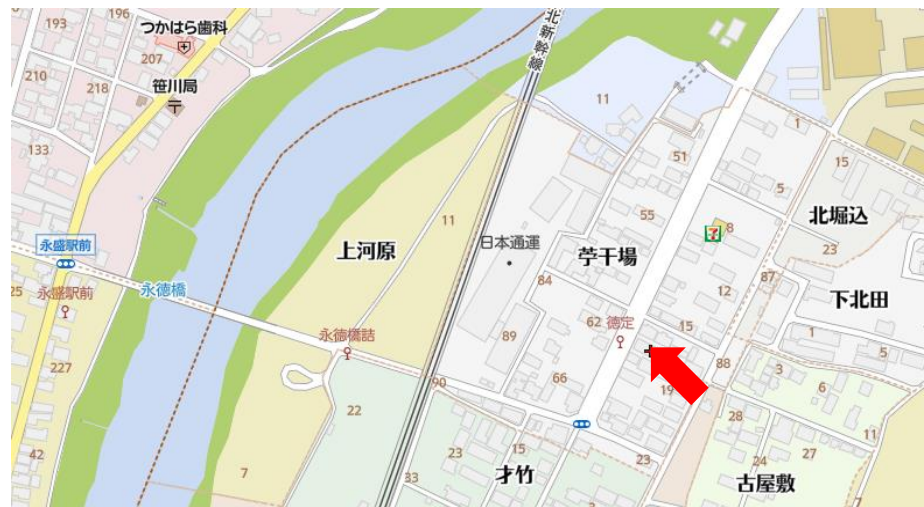 193
196
つかはら歯科
207
210
218
笹川局
133
北新幹線
11
51
1
15
5
55
8
北堀込
23
永盛駅前
上河原
11
日本通運
苧干場
84
87
12
下北田
25
永盛駅前
永徳橋
永徳橋詰
62
徳定
15
1
5
89
88
227
66
90
19
3
6
22
28
11
42
7
23
15
才竹
33
3
23
24
27
古屋敷
7